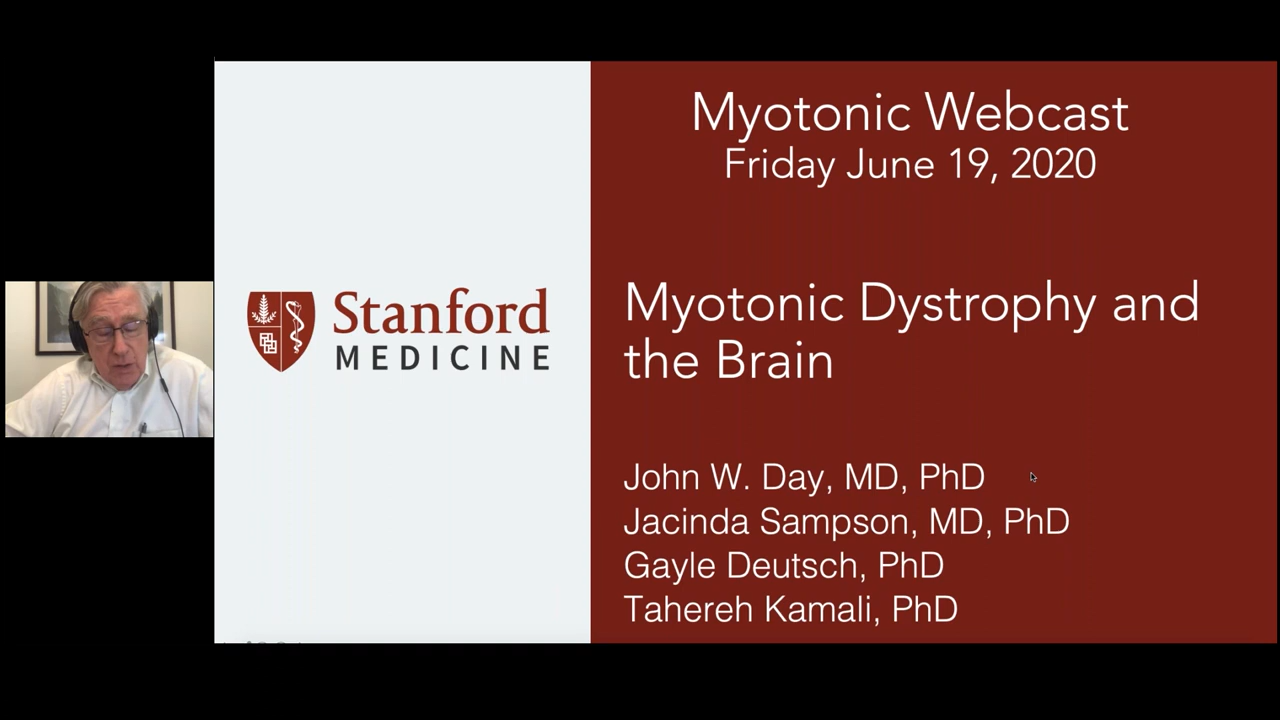 Myotonic Webcast
Friday June 19, 2020
Stanford
MEDICINE
Myotonic Dystrophy and
the Brain
John W. Day, MD, PhD
Jacinda Sampson, MD, PhD
Gayle Deutsch, PhD
Tahereh Kamali, PhD